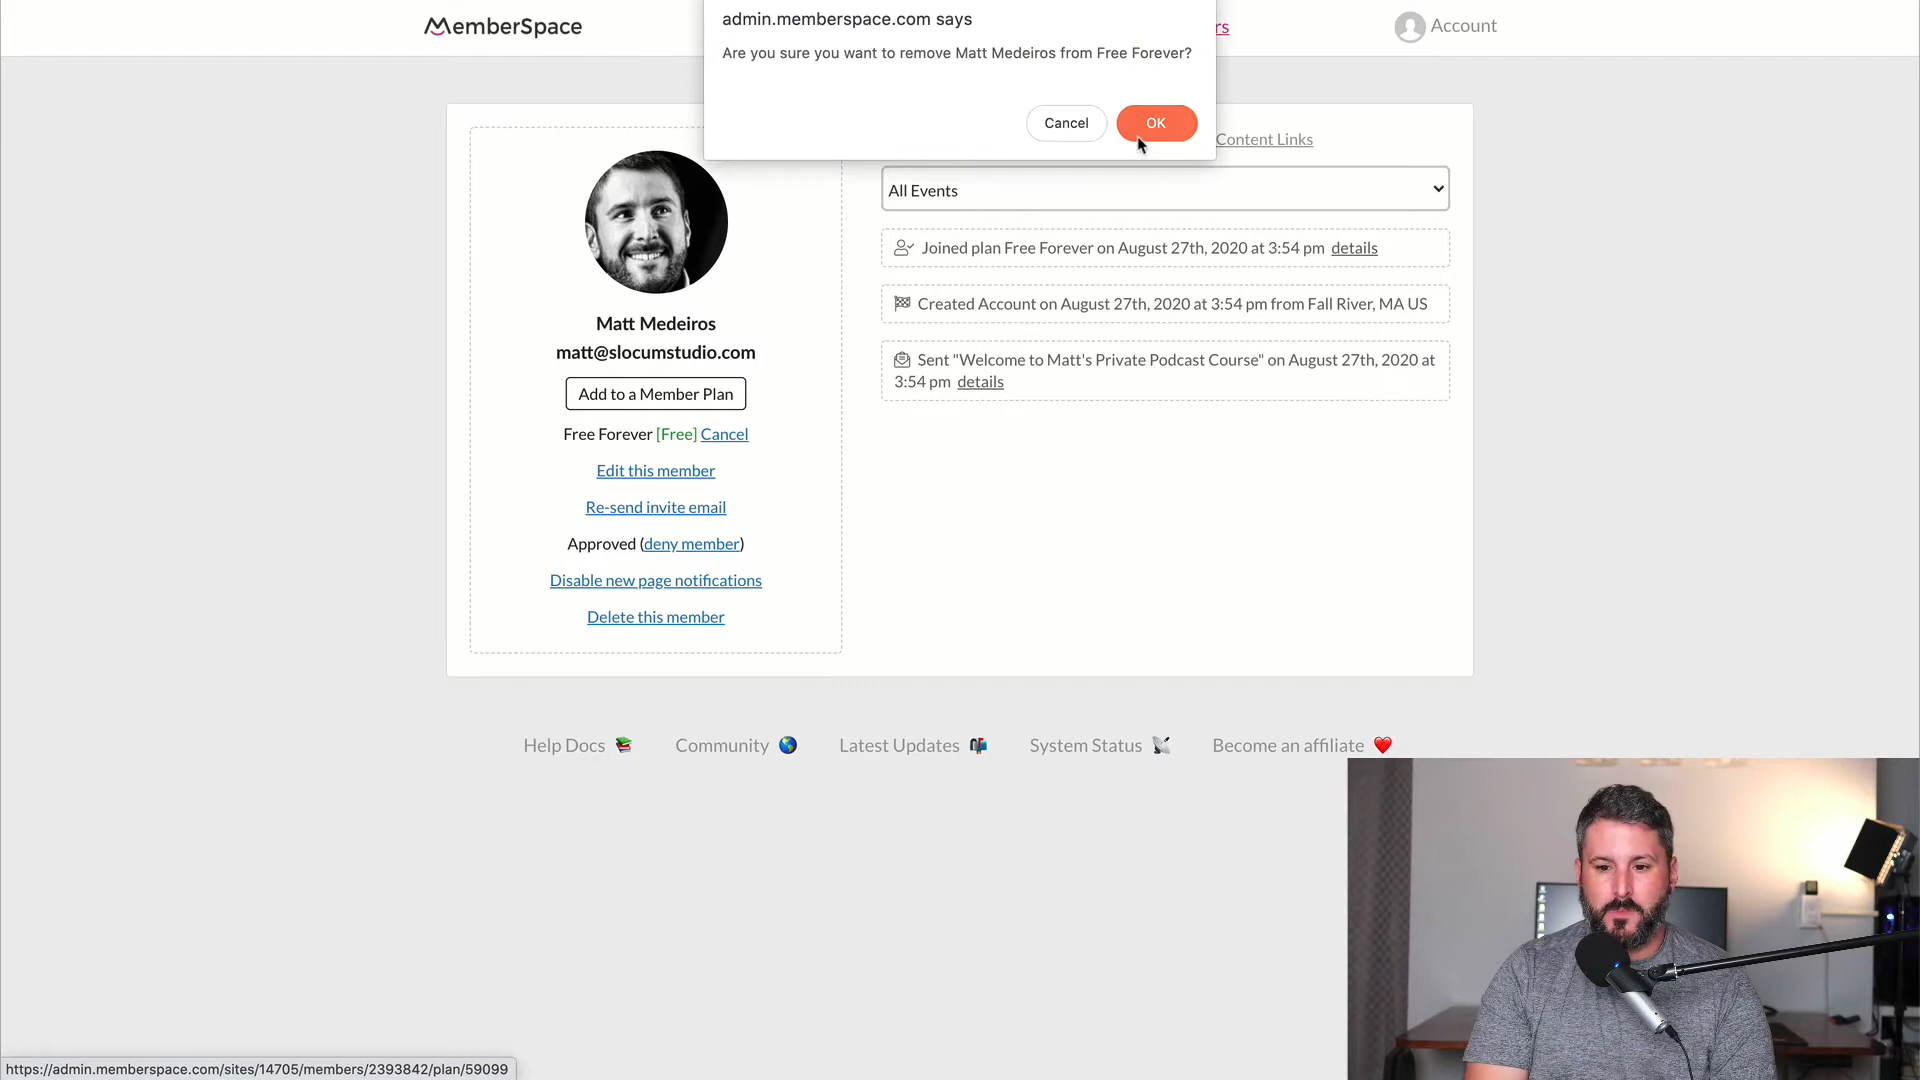 MemberSpace
admin.memberspace.com says
Are you sure you want to remove Matt Medeiros from Free Forever?
Cancel
OK
rs
Account
Content Links
All Events
Joined plan Free Forever on August 27th, 2020 at 3:54 pm details
Created Account on August 27th, 2020 at 3:54 pm from Fall River, MA US
Sent "Welcome to Matt's Private Podcast Course" on August 27th, 2020 at
3:54 pm details
Matt Medeiros
matt@slocumstudio.com
Add to a Member Plan
Free Forever [Free] Cancel
Edit this member
Re-send invite email
Approved (deny member)
Disable new page notifications
Delete this member
Help Docs
Community
Latest Updates
System Status
Become an affiliate
https://admin.memberspace.com/sites/14705/members/2393842/plan/59099